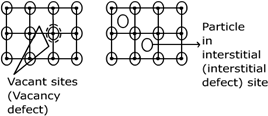 Vacant sites
(Vacancy
defect)
Particle
in
interstitial
(interstitial
defect) site